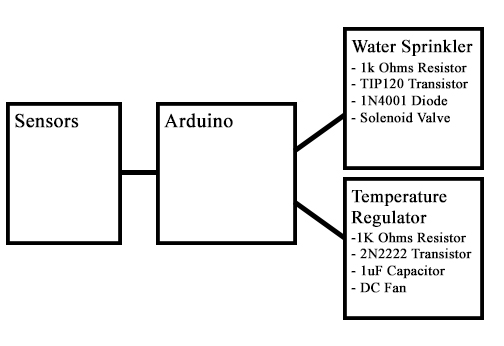 Sensors
Arduino
Water Sprinkler
- 1k Ohms Resistor
- TIP120 Transistor
- 1N4001 Diode
- Solenoid Valve
Temperature
Regulator
-1K Ohms Resistor
- 2N2222 Transistor
- 1uF Capacitor
- DC Fan